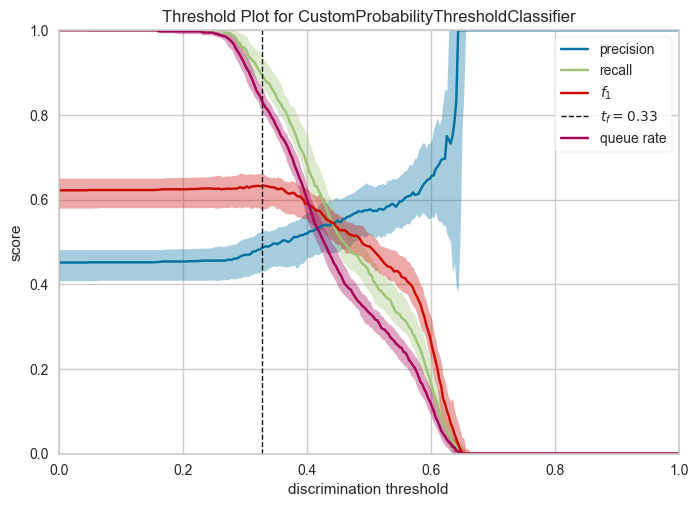 Threshold Plot for CustomProbabilityThresholdClassifier
1.0
0.8
0.6
0.4
0.2
0.0
score
precision
recall
f₁
t_f = 0.33
queue rate
0.0 0.2 0.4 0.6 0.8 1.0
discrimination threshold